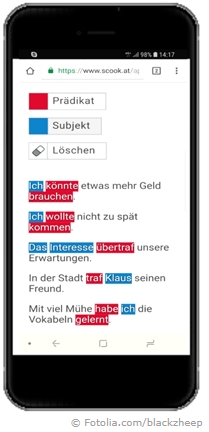 98% 14:17
https://www.scook.at/ap
2
Prädikat
Subjekt
Löschen
Ich könnte etwas mehr Geld
brauchen.
Ich wollte nicht zu spät
kommen.
Das Interesse übertraf unsere
Erwartungen.
In der Stadt traf Klaus seinen
Freund.
Mit viel Mühe habe ich die
Vokabeln gelernt.
© Fotolia.com/blackzheep